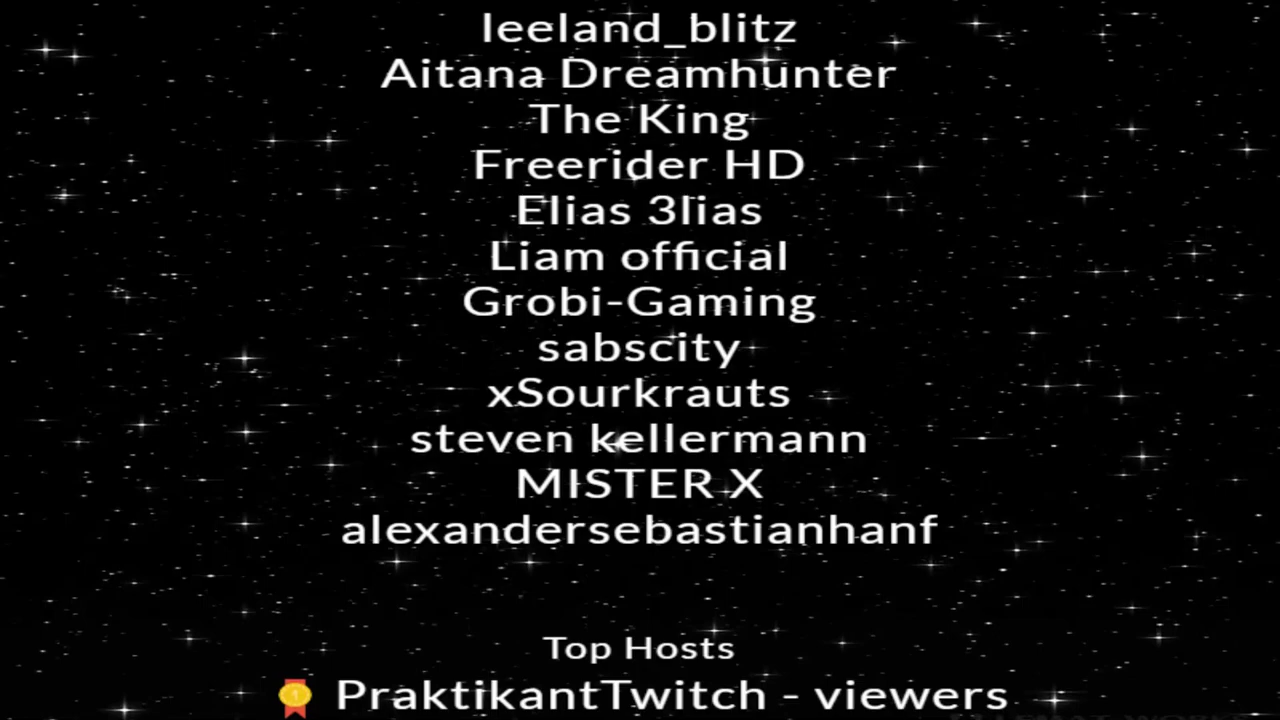 leeland_blitz
Aitana Dreamhunter
The King
Freerider HD
Elias 3lias
Liam official
Grobi-Gaming
sabscity
xSourkrauts
steven kellermann
MISTER X
alexandersebastianhanf
Top Hosts
1 PraktikantTwitch - viewers